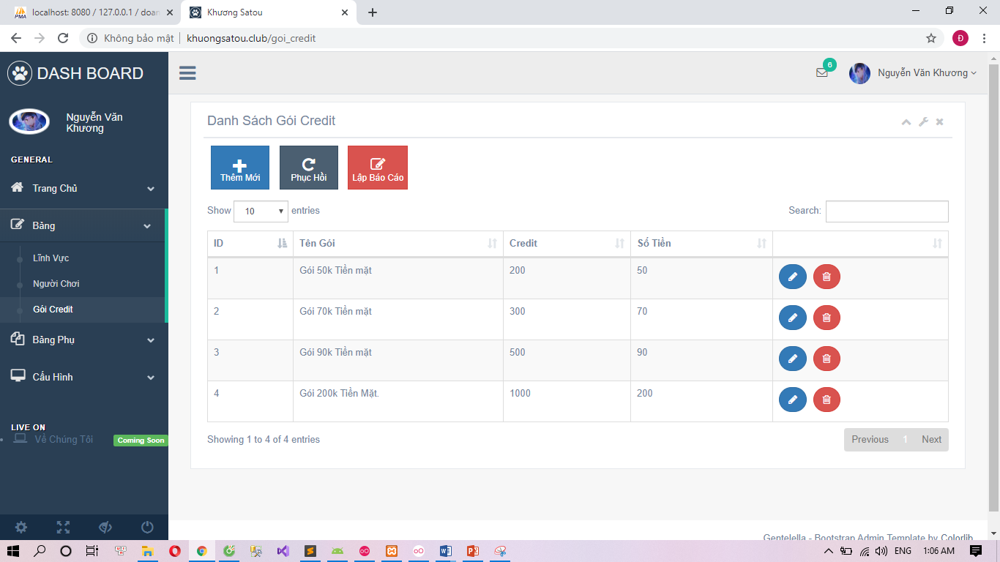 localhost: 8080 / 127.0.0.1 / doan
Khương Satou
Không bảo mật
khuongsatou.club/goi_credit
Đ
DASH BOARD
6
Nguyễn Văn Khương
Nguyễn Văn
Khương
GENERAL
Trang Chủ
Bảng
Lĩnh Vực
Người Chơi
Gói Credit
Bảng Phụ
Cấu Hình
LIVE ON
Về Chúng Tôi
Coming Soon
Danh Sách Gói Credit
Thêm Mới
Phục Hồi
Lập Báo Cáo
Show 10 entries
Search:
ID Tên Gói Credit Số Tiền
1 Gói 50k Tiền mặt 200 50
2 Gói 70k Tiền mặt 300 70
3 Gói 90k Tiền mặt 500 90
4 Gói 200k Tiền Mặt. 1000 200
Showing 1 to 4 of 4 entries
Previous 1 Next
Gentelella - Bootstrap Admin Template by Colorlib
ENG
1:06 AM